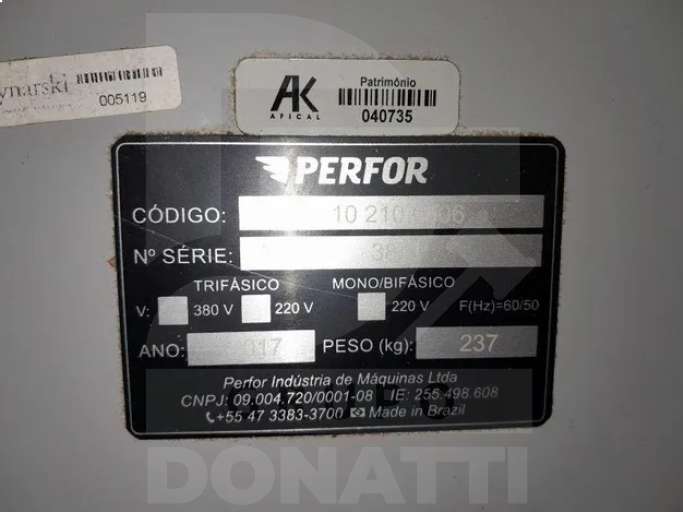 005119
AK
APICAL
Patrimônio
040735
PERFOR
CÓDIGO: 10 210
Nº SÉRIE:
TRIFÁSICO MONO/BIFÁSICO
V: 380 V 220 V 220 V F(Hz)=60/50
ANO: PESO (kg): 237
Perfor Indústria de Máquinas Ltda
CNPJ: 09.004.720/0001-08 IE: 255.498.608
+55 47 3383-3700 Made in Brazil
DONATTI